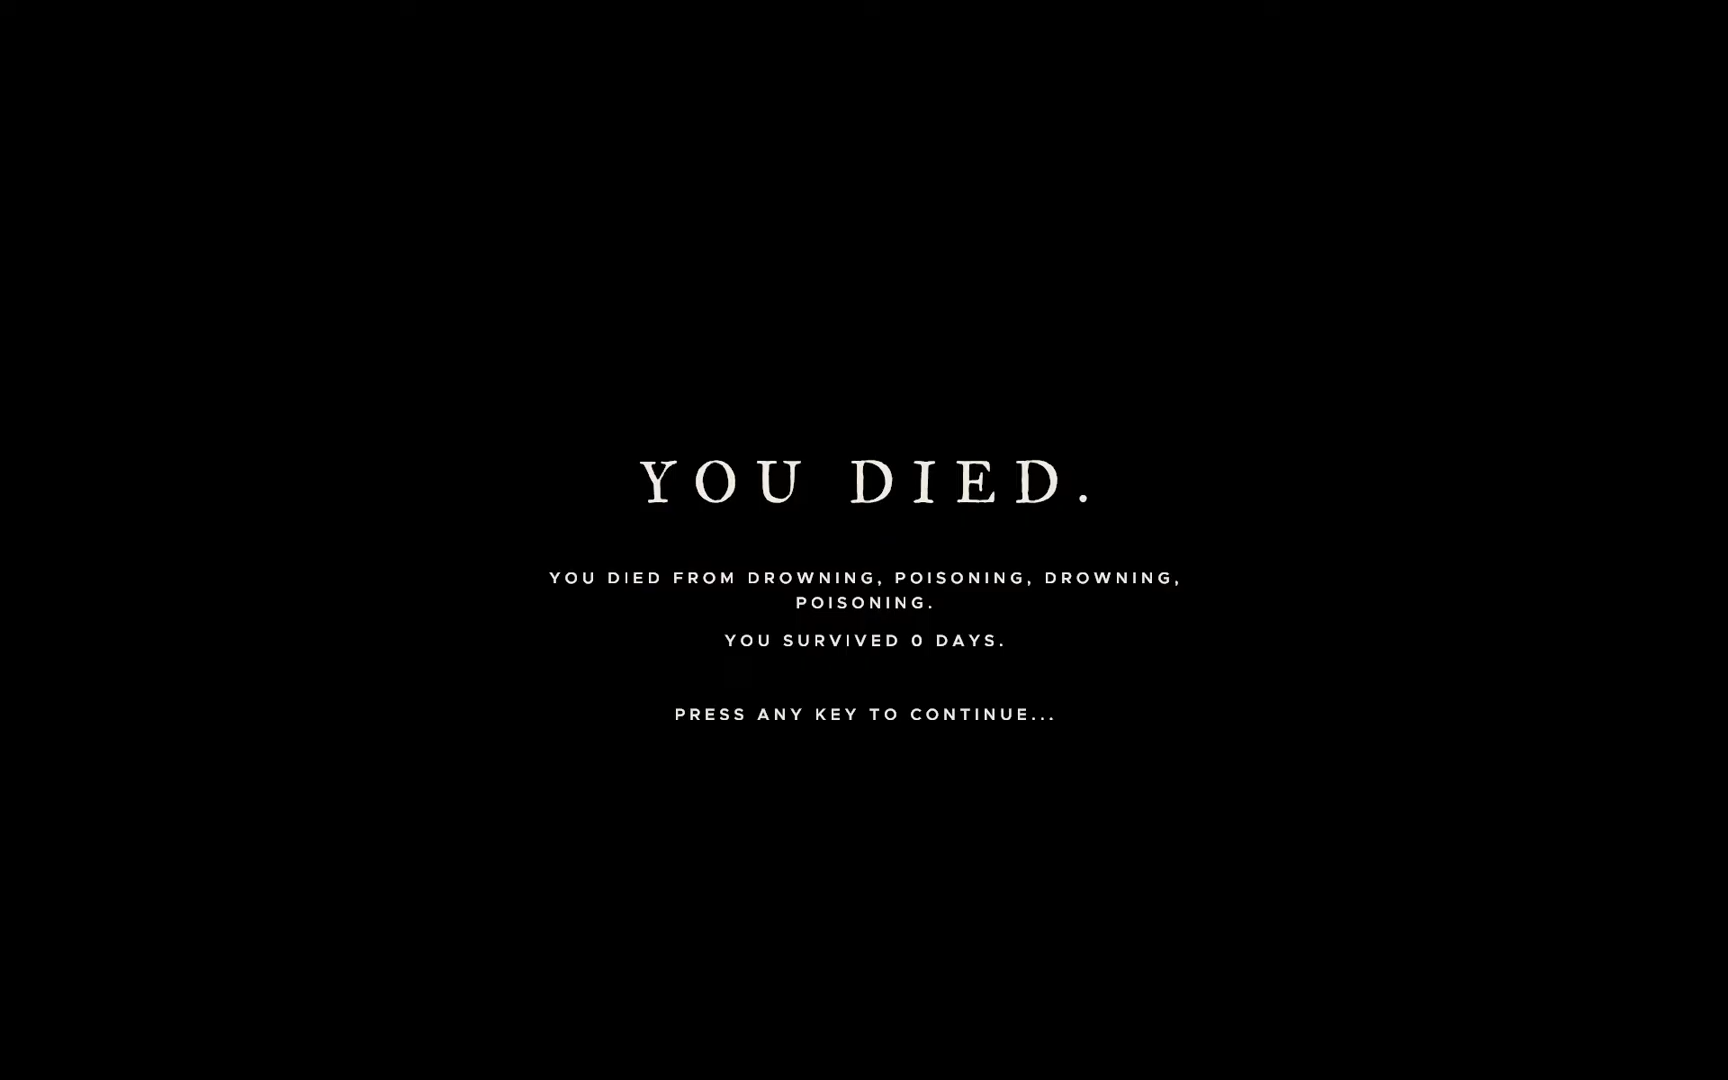 YOU DIED.
YOU DIED FROM DROWNING, POISONING, DROWNING,
POISONING.
YOU SURVIVED 0 DAYS.
PRESS ANY KEY TO CONTINUE...